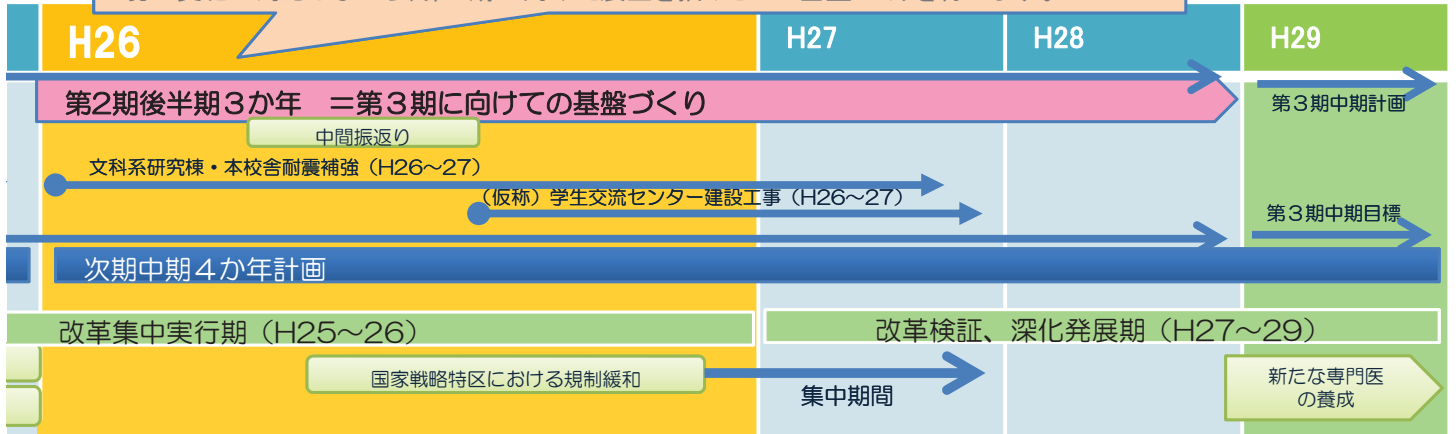 H26
H27
H28
H29
第2期後半期3か年 =第3期に向けての基盤づくり
第3期中期計画
中間振返り
文科系研究棟・本校舎耐震補強(H26~27)
(仮称)学生交流センター建設工事(H26~27)
第3期中期目標
次期中期4か年計画
改革集中実行期(H25~26)
改革検証、深化発展期(H27~29)
国家戦略特区における規制緩和
集中期間
新たな専門医
の養成